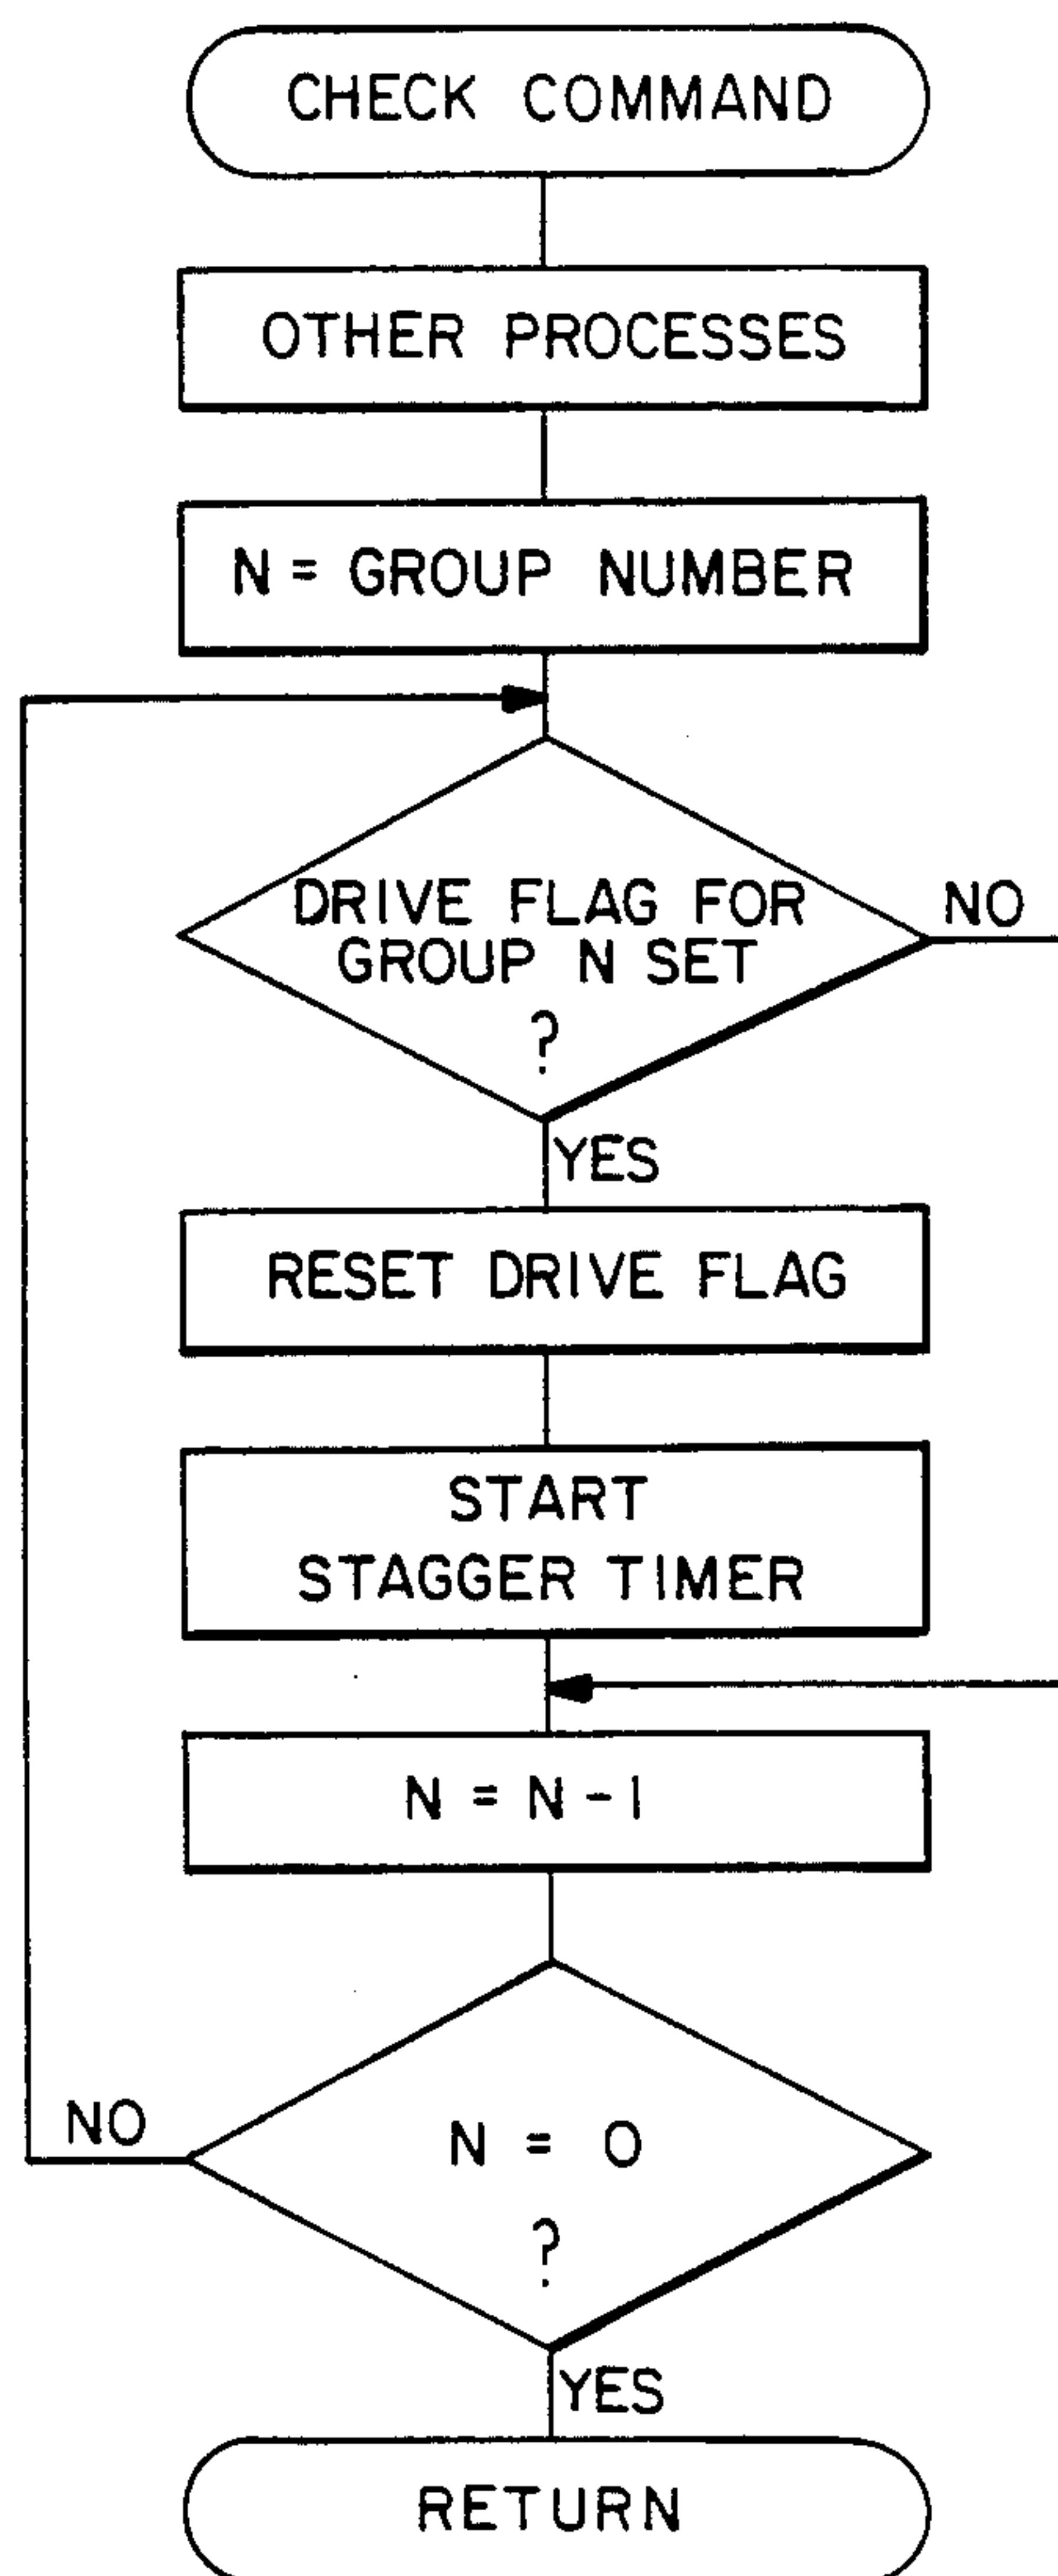 CHECK COMMAND
OTHER PROCESSES
N = GROUP NUMBER
DRIVE FLAG FOR
GROUP N SET
?
NO
YES
RESET DRIVE FLAG
START
STAGGER TIMER
N = N - 1
N = 0
?
NO
YES
RETURN